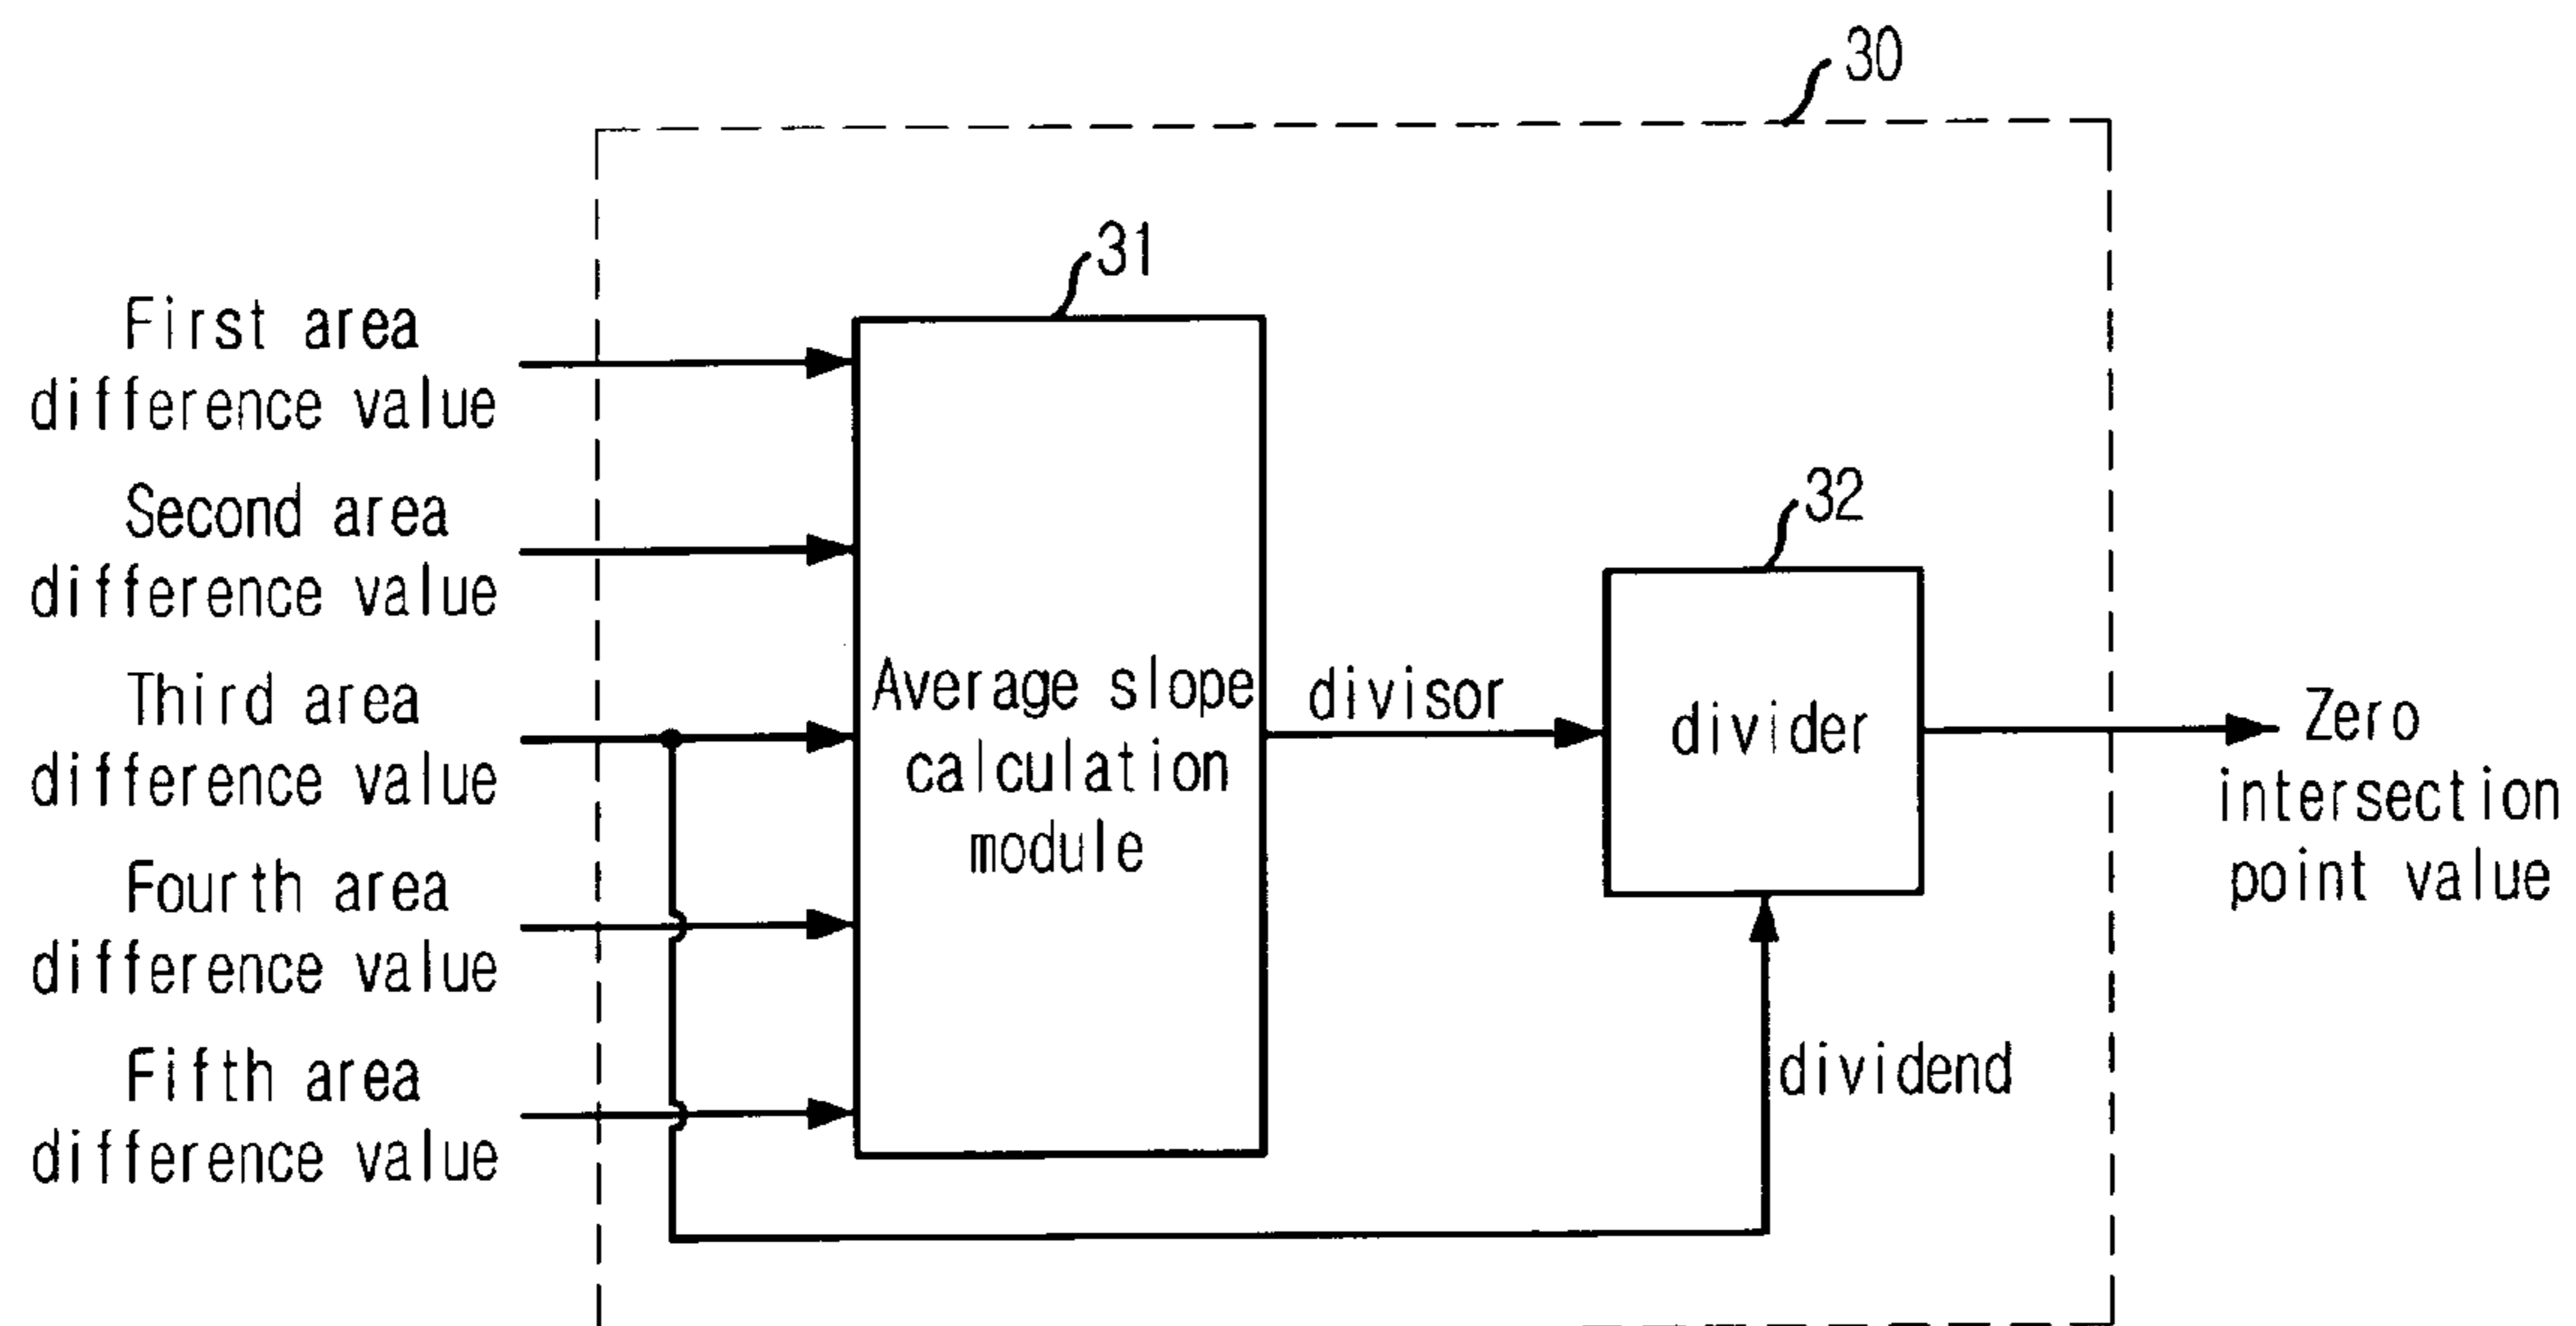 30
31
First area
difference value
Second area
difference value
32
Third area
difference value
Average slope
calculation
module
divisor
divider
Zero
intersection
point value
Fourth area
difference value
Fifth area
difference value
dividend